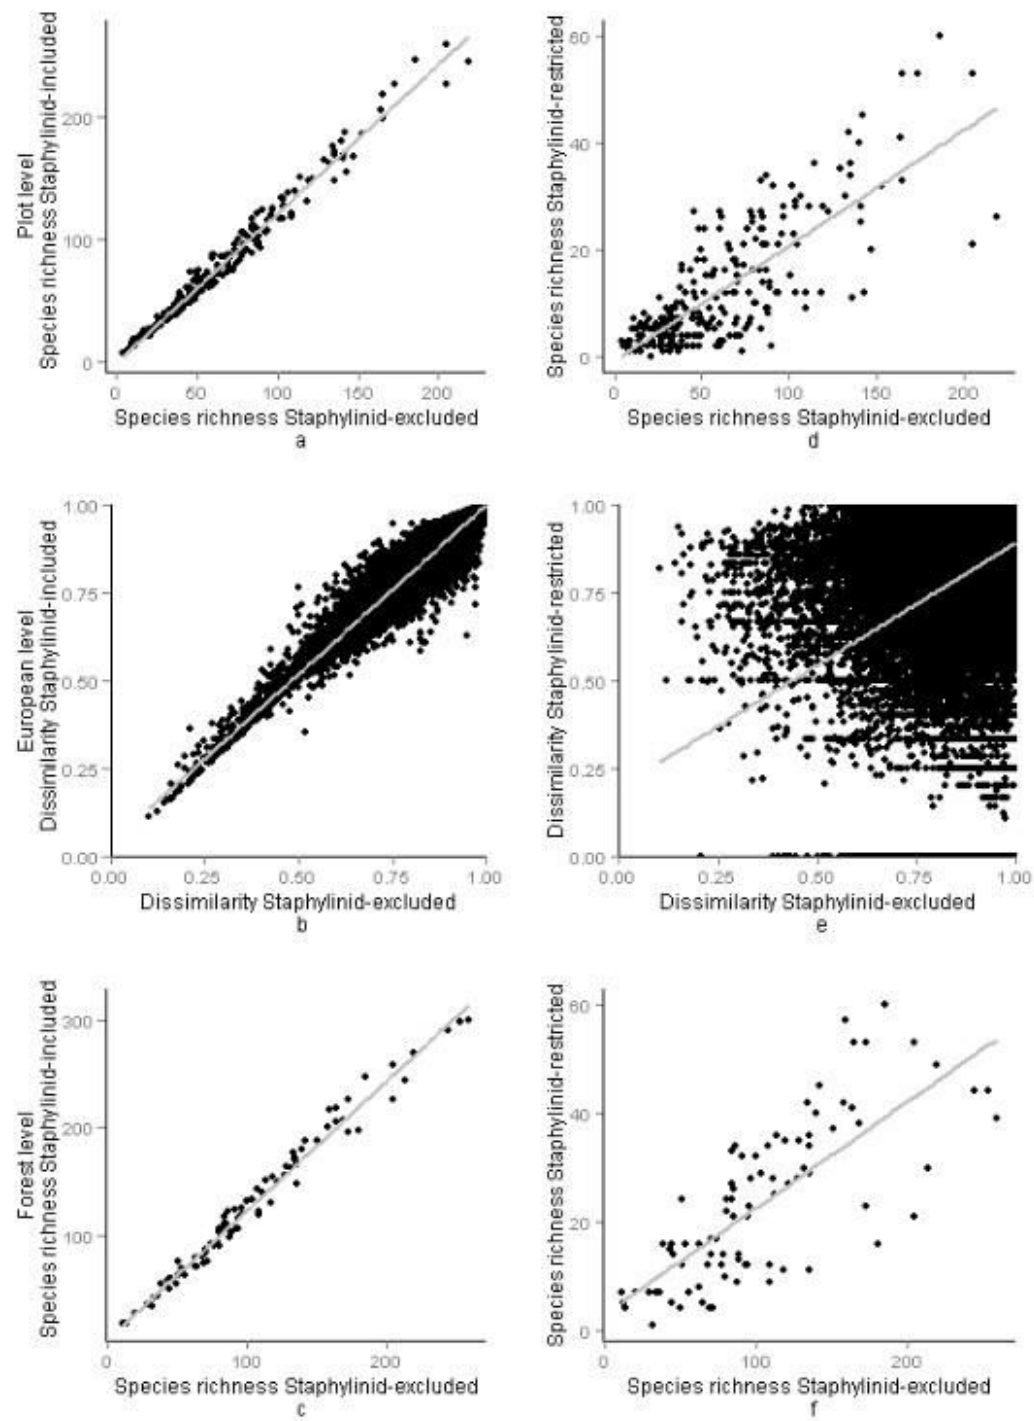 Plot level
Species richness Staphylinid-included
200
100
0
0 50 100 150 200
Species richness Staphylinid-excluded
a
Species richness Staphylinid-restricted
60
40
20
0
0 50 100 150 200
Species richness Staphylinid-excluded
d
European level
Dissimilarity Staphylinid-included
1.00
0.75
0.50
0.25
0.00
0.00 0.25 0.50 0.75 1.00
Dissimilarity Staphylinid-excluded
b
Dissimilarity Staphylinid-restricted
1.00
0.75
0.50
0.25
0.00
0.00 0.25 0.50 0.75 1.00
Dissimilarity Staphylinid-excluded
e
Forest level
Species richness Staphylinid-included
300
200
100
0 100 200
Species richness Staphylinid-excluded
c
Species richness Staphylinid-restricted
60
40
20
0
0 100 200
Species richness Staphylinid-excluded
f